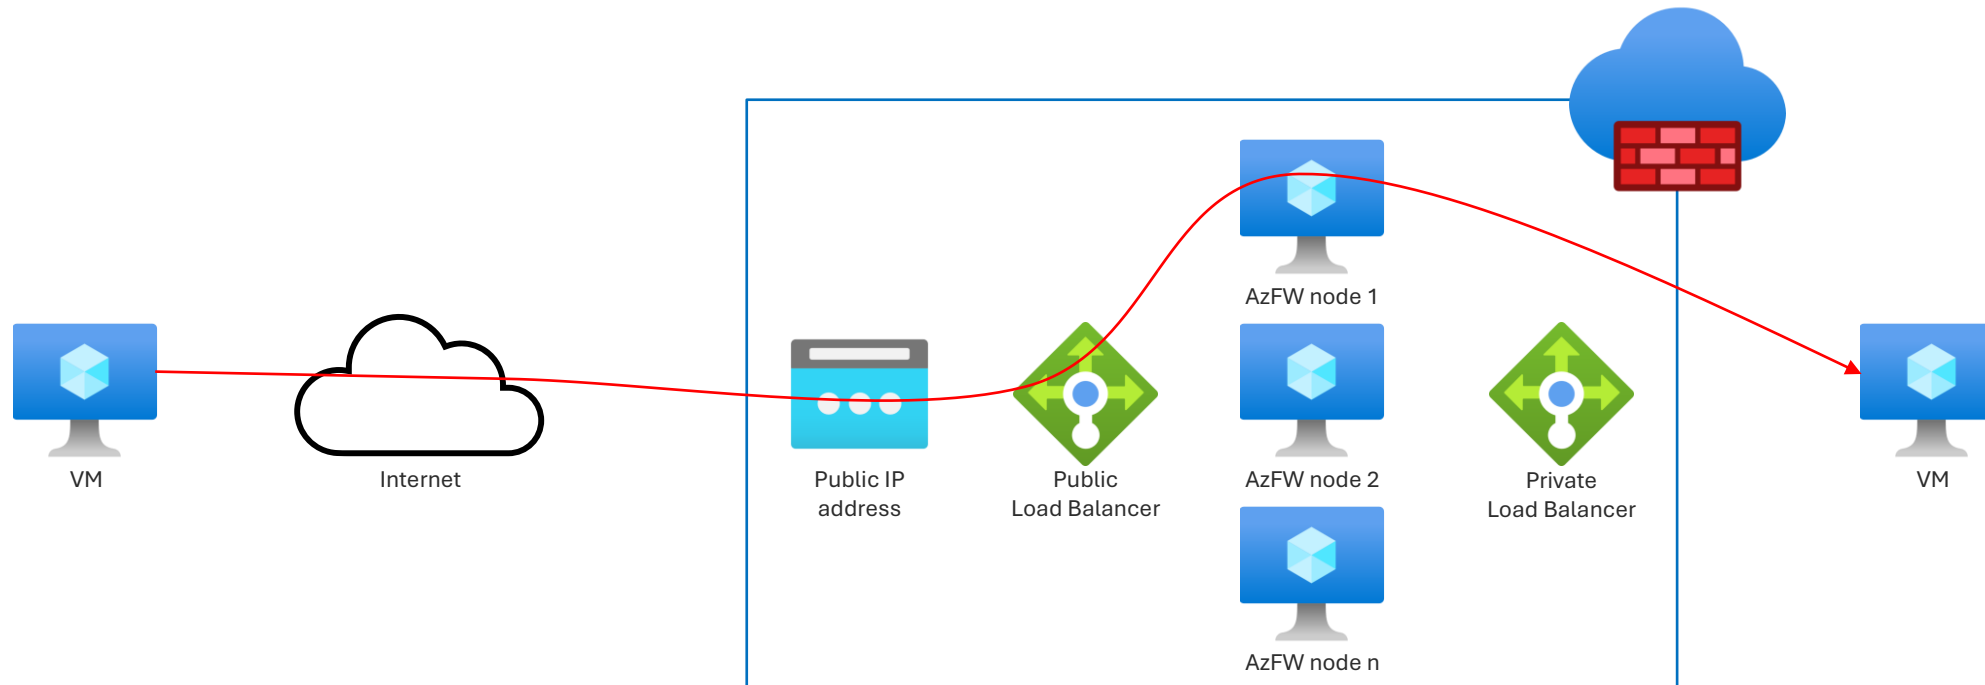 AzFW node 1
VM
Internet
Public IP
address
Public
Load Balancer
AzFW node 2
Private
Load Balancer
VM
AzFW node n